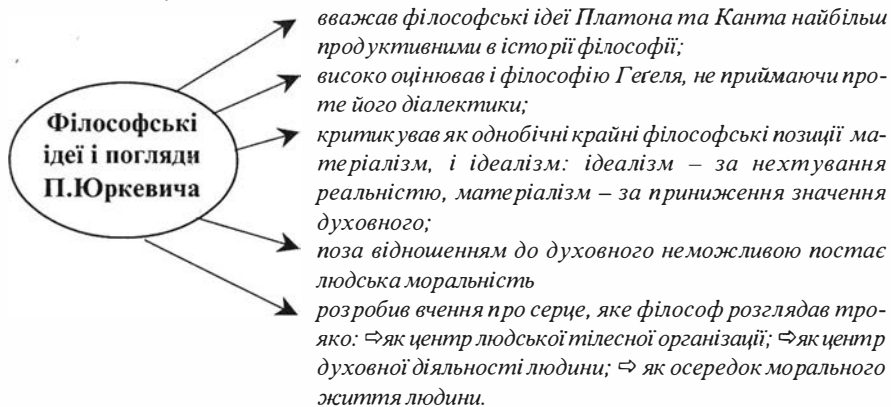 вважав філософські ідеї Платона та Канта найбільш
продуктивними в історії філософії;
високо оцінював і філософію Геґеля, не приймаючи про-
те його діалектики;
критикував як однобічні крайні філософські позиції ма-
теріалізм, і ідеалізм: ідеалізм – за нехтування
реальністю, матеріалізм – за приниження значення
духовного;
поза відношенням до духовного неможливою постає
людська моральність
розробив вчення про серце, яке філософ розглядав тро-
яко: ⇨як центр людської тілесної організації; ⇨як центр
духовної діяльності людини; ⇨ як осередок морального
життя людини.
Філософські
ідеї і погляди
П.Юркевича